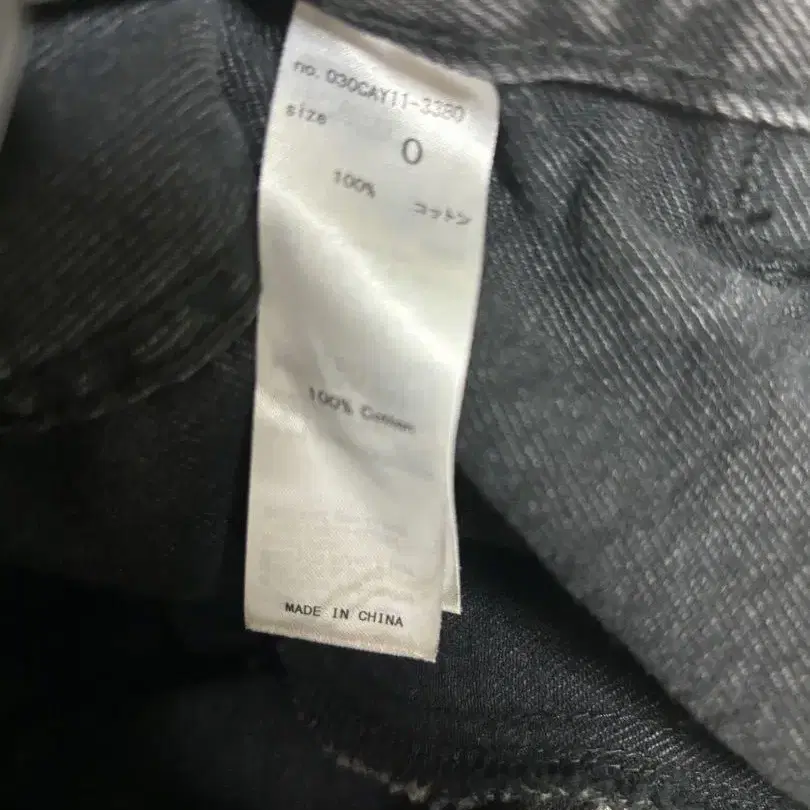 no. 030CAY11-3380
size
0
100% コットン
100% Cotton
MADE IN CHINA